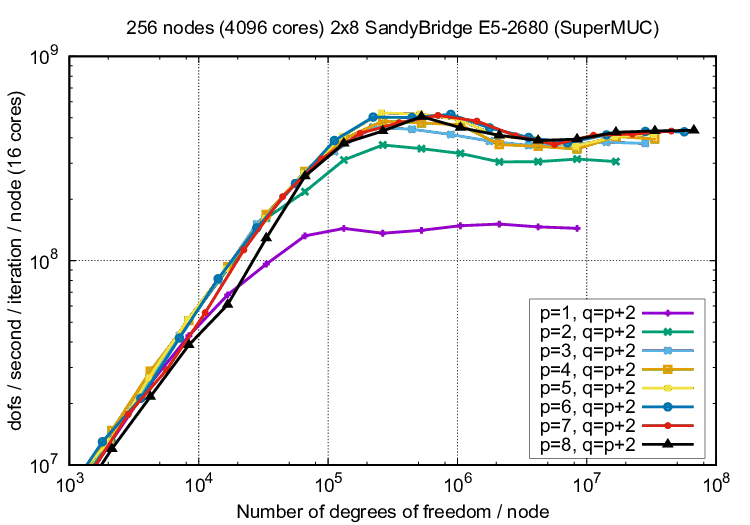 256 nodes (4096 cores) 2x8 SandyBridge E5-2680 (SuperMUC)
dofs / second / iteration / node (16 cores)
10^9
10^8
10^7
p=1, q=p+2
p=2, q=p+2
p=3, q=p+2
p=4, q=p+2
p=5, q=p+2
p=6, q=p+2
p=7, q=p+2
p=8, q=p+2
10^3 10^4 10^5 10^6 10^7 10^8
Number of degrees of freedom / node